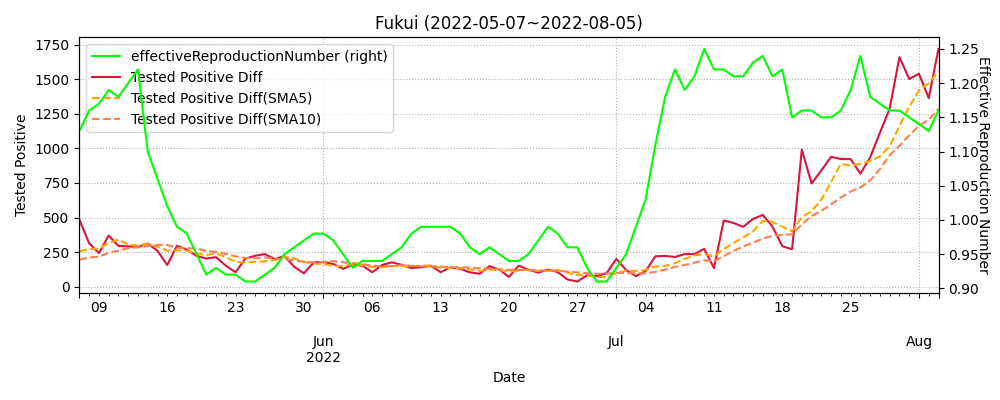 Fukui (2022-05-07~2022-08-05)
effectiveReproductionNumber (right)
Tested Positive Diff
Tested Positive Diff(SMA5)
Tested Positive Diff(SMA10)
Tested Positive
1750
1500
1250
1000
750
500
250
0
1.25
1.20
1.15
1.10
1.05
1.00
0.95
0.90
Effective Reproduction Number
09 16 23 30 06 13 20 27 04 11 18 25
Jun Jul Aug
2022
Date